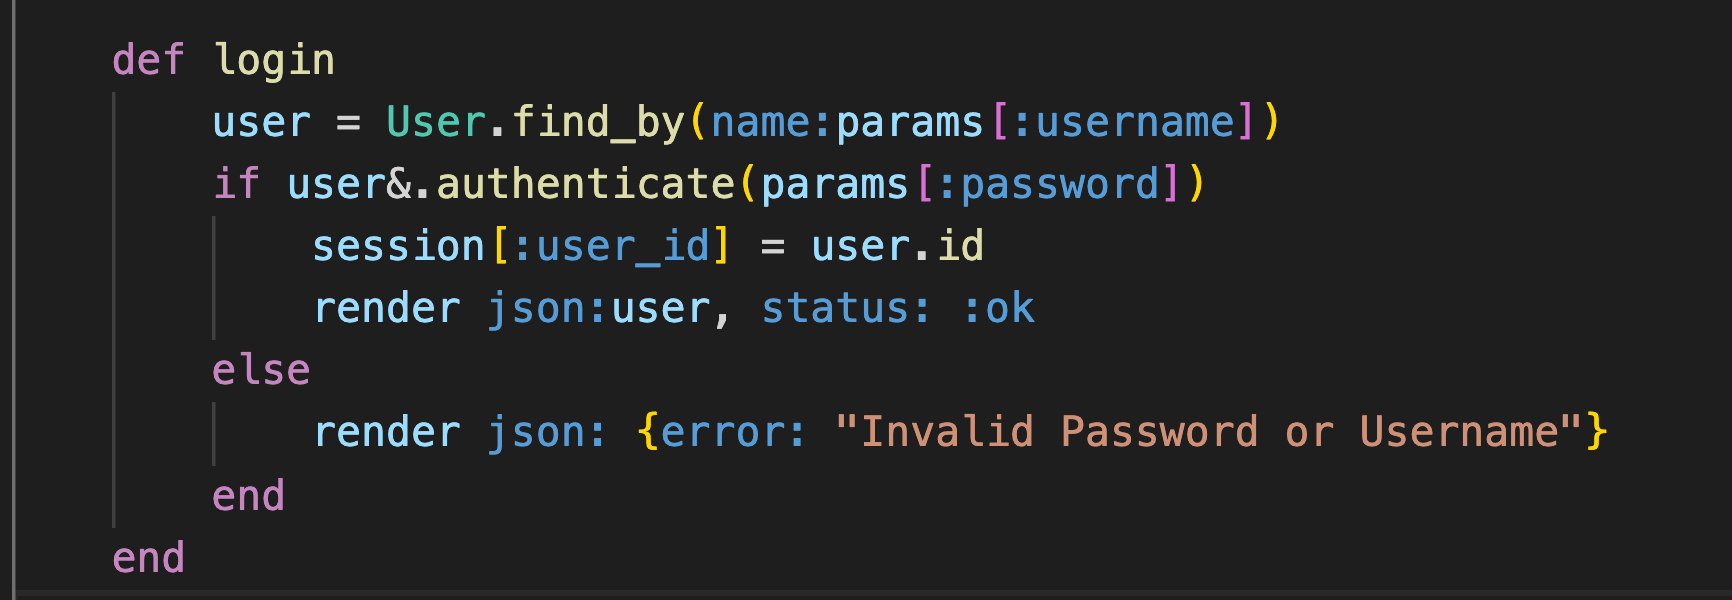 def login
    user = User.find_by(name:params[:username])
    if user&.authenticate(params[:password])
        session[:user_id] = user.id
        render json:user, status: :ok
    else
        render json: {error: "Invalid Password or Username"}
    end
end